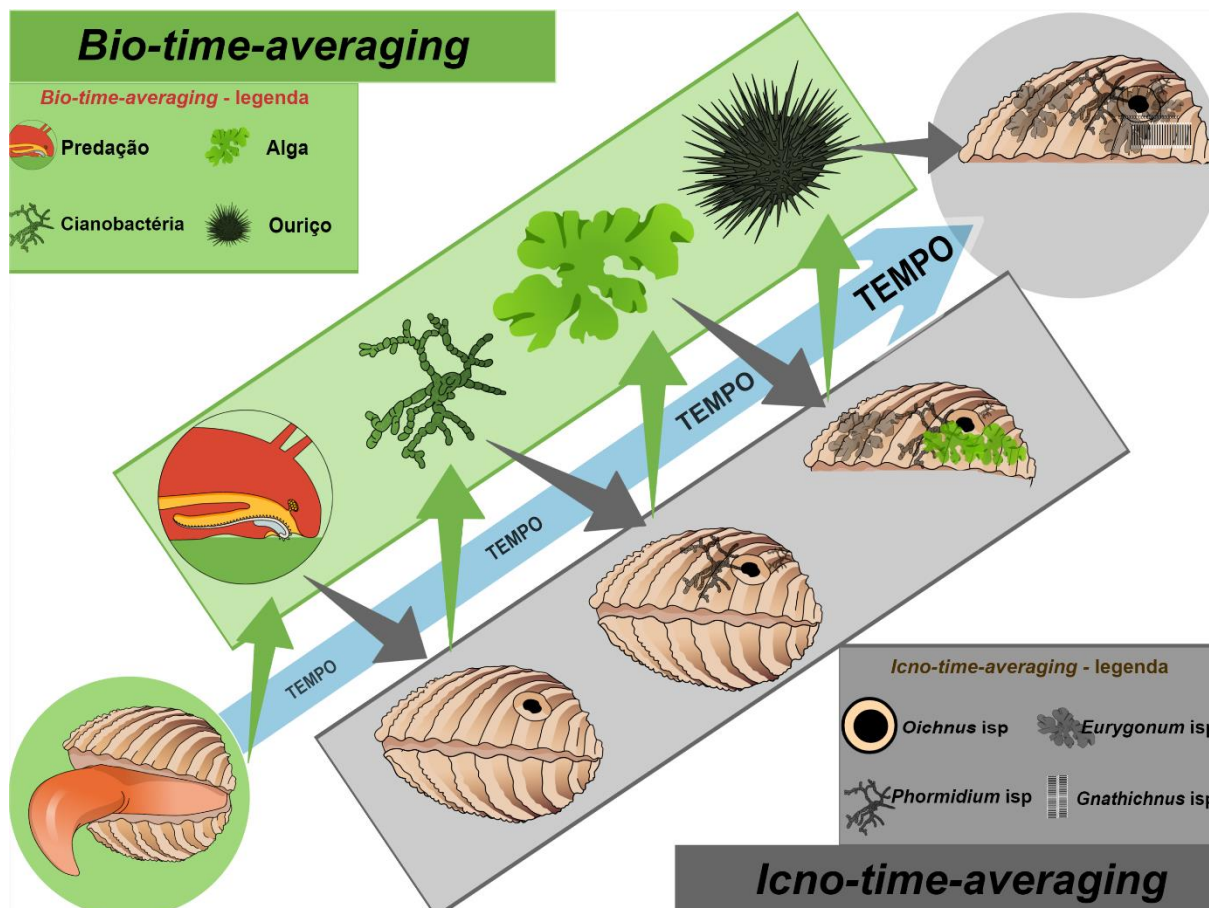 Bio-time-averaging
Bio-time-averaging - legenda
Predação
Alga
Cianobactéria
Ouriço
TEMPO
TEMPO
TEMPO
TEMPO
Icno-time-averaging - legenda
Oichnus isp
Eurygonum isp
Phormidium isp
Gnathichnus isp
Icno-time-averaging